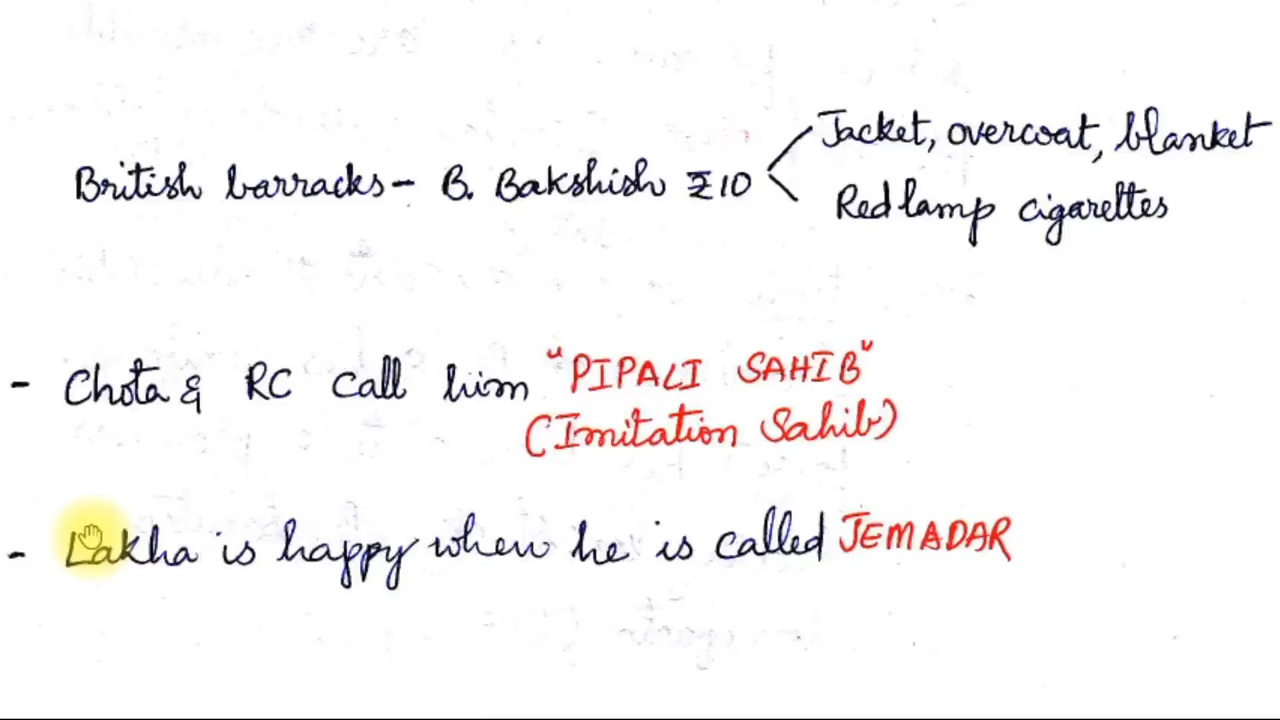 Jacket, overcoat, blanket
British barracks - B. Bakshish ₹10
Red lamp cigarettes
- Chota & RC call him "PIPALI SAHIB"
(Imitation Sahib)
- Lakha is happy when he is called JEMADAR